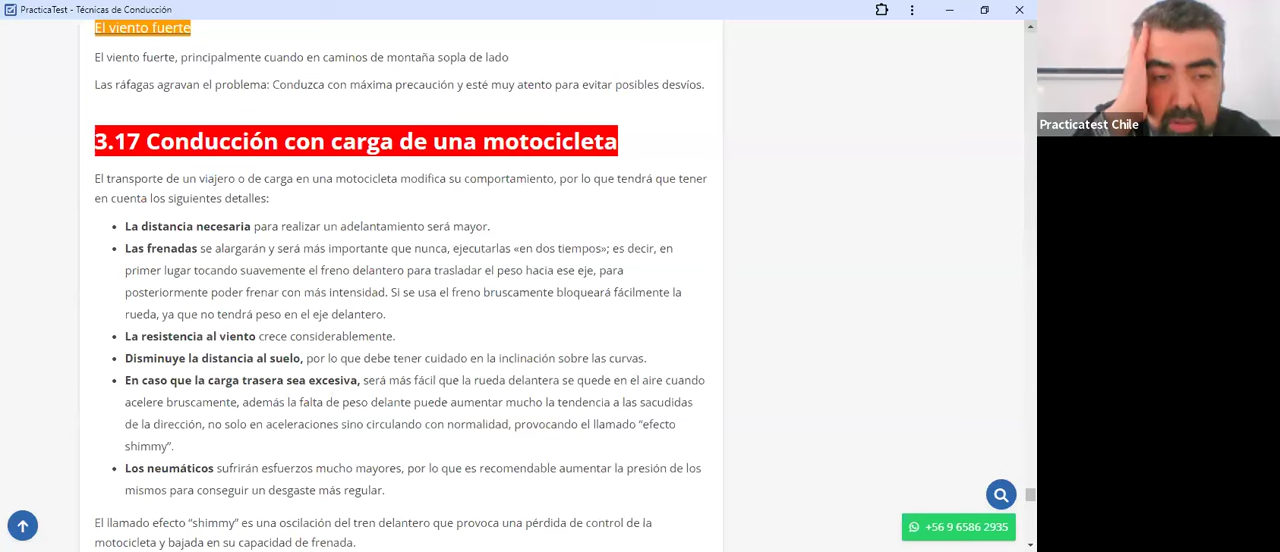 PracticaTest - Técnicas de Conducción
El viento fuerte
El viento fuerte, principalmente cuando en caminos de montaña sopla de lado
Las ráfagas agravan el problema: Conduzca con máxima precaución y esté muy atento para evitar posibles desvíos.
3.17 Conducción con carga de una motocicleta
El transporte de un viajero o de carga en una motocicleta modifica su comportamiento, por lo que tendrá que tener
en cuenta los siguientes detalles:
• La distancia necesaria para realizar un adelantamiento será mayor.
• Las frenadas se alargarán y será más importante que nunca, ejecutarlas «en dos tiempos»; es decir, en
primer lugar tocando suavemente el freno delantero para trasladar el peso hacia ese eje, para
posteriormente poder frenar con más intensidad. Si se usa el freno bruscamente bloqueará fácilmente la
rueda, ya que no tendrá peso en el eje delantero.
• La resistencia al viento crece considerablemente.
• Disminuye la distancia al suelo, por lo que debe tener cuidado en la inclinación sobre las curvas.
• En caso que la carga trasera sea excesiva, será más fácil que la rueda delantera se quede en el aire cuando
acelere bruscamente, además la falta de peso delante puede aumentar mucho la tendencia a las sacudidas
de la dirección, no solo en aceleraciones sino circulando con normalidad, provocando el llamado “efecto
shimmy”.
• Los neumáticos sufrirán esfuerzos mucho mayores, por lo que es recomendable aumentar la presión de los
mismos para conseguir un desgaste más regular.
El llamado efecto “shimmy” es una oscilación del tren delantero que provoca una pérdida de control de la
motocicleta y bajada en su capacidad de frenada.
+56 9 6586 2935
Practicatest Chile